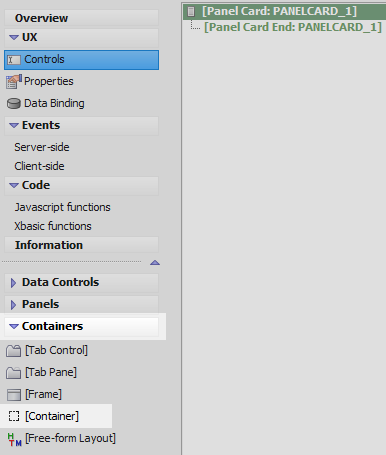 Overview
UX
Controls
Properties
Data Binding
Events
Server-side
Client-side
Code
Javascript functions
Xbasic functions
Information
Data Controls
Panels
Containers
[Tab Control]
[Tab Pane]
[Frame]
[Container]
HTM [Free-form Layout]
[Panel Card: PANELCARD_1]
[Panel Card End: PANELCARD_1]